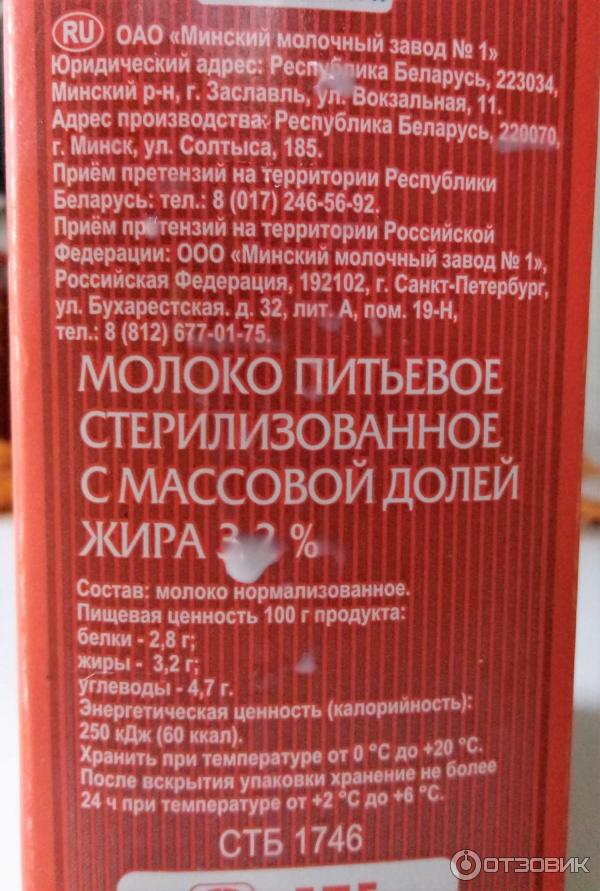 RU ОАО «Минский молочный завод № 1»
Юридический адрес: Республика Беларусь, 223034,
Минский р-н, г. Заславль, ул. Вокзальная, 11.
Адрес производства: Республика Беларусь, 220070,
г. Минск, ул. Солтыса, 185.
Приём претензий на территории Республики
Беларусь: тел.: 8 (017) 246-56-92.
Приём претензий на территории Российской
Федерации: ООО «Минский молочный завод № 1»,
Российская Федерация, 192102, г. Санкт-Петербург,
ул. Бухарестская. д. 32, лит. А, пом. 19-Н,
тел.: 8 (812) 677-01-75.
МОЛОКО ПИТЬЕВОЕ
СТЕРИЛИЗОВАННОЕ
С МАССОВОЙ ДОЛЕЙ
ЖИРА 3,2 %
Состав: молоко нормализованное.
Пищевая ценность 100 г продукта:
белки - 2,8 г;
жиры - 3,2 г;
углеводы - 4,7 г.
Энергетическая ценность (калорийность):
250 кДж (60 ккал).
Хранить при температуре от 0 °С до +20 °С.
После вскрытия упаковки хранение не более
24 ч при температуре от +2 °С до +6 °С.
СТБ 1746
ОТЗОВИК